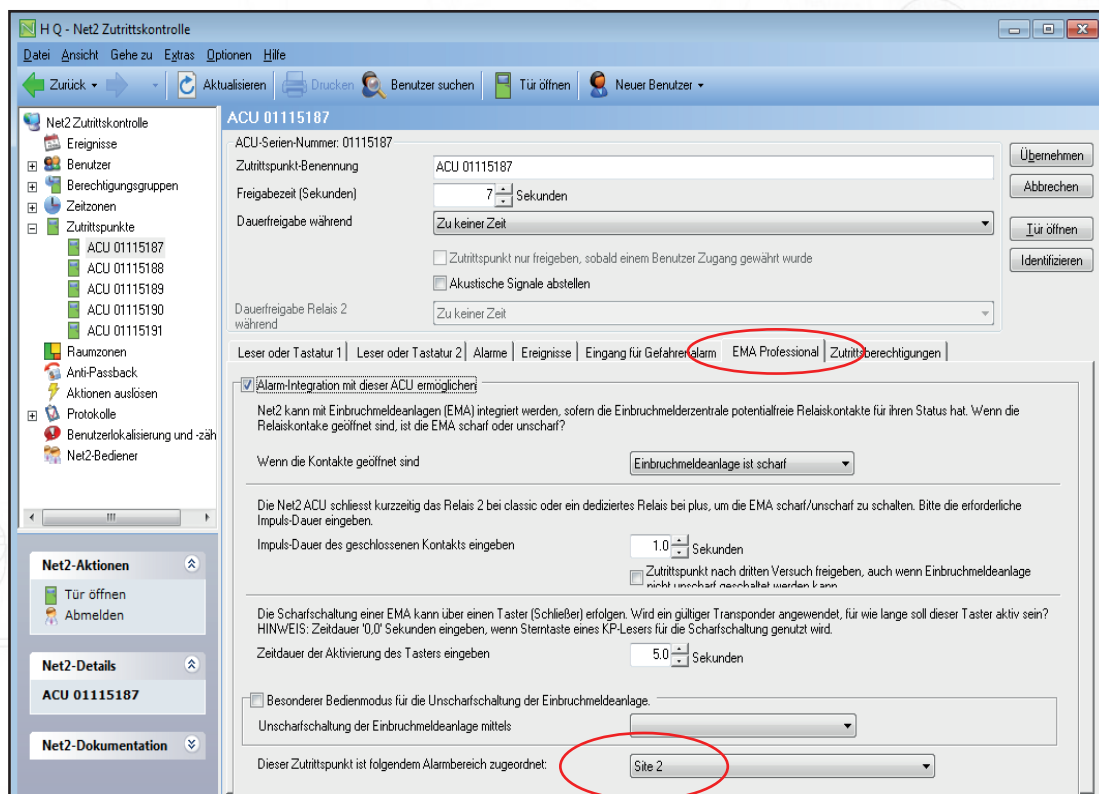 H Q - Net2 Zutrittskontrolle
Datei Ansicht Gehe zu Extras Optionen Hilfe
Zurück Aktualisieren Drucken Benutzer suchen Tür öffnen Neuer Benutzer
Net2 Zutrittskontrolle
Ereignisse
Benutzer
Berechtigungsgruppen
Zeitzonen
Zutrittspunkte
ACU 01115187
ACU 01115188
ACU 01115189
ACU 01115190
ACU 01115191
Raumzonen
Anti-Passback
Aktionen auslösen
Protokolle
Benutzerlokalisierung und -zäh
Net2-Bediener
Net2-Aktionen
Tür öffnen
Abmelden
Net2-Details
ACU 01115187
Net2-Dokumentation
ACU 01115187
ACU-Serien-Nummer: 01115187
Zutrittspunkt-Benennung ACU 01115187
Freigabezeit (Sekunden) 7 Sekunden
Dauerfreigabe während Zu keiner Zeit
Zutrittspunkt nur freigeben, sobald einem Benutzer Zugang gewährt wurde
Akustische Signale abstellen
Dauerfreigabe Relais 2 Zu keiner Zeit
während
Übernehmen
Abbrechen
Tür öffnen
Identifizieren
Leser oder Tastatur 1 Leser oder Tastatur 2 Alarme Ereignisse Eingang für Gefahrenalarm EMA Professional Zutrittsberechtigungen
Alarm-Integration mit dieser ACU ermöglichen
Net2 kann mit Einbruchmeldeanlagen (EMA) integriert werden, sofern die Einbruchmelderzentrale potentialfreie Relaiskontakte für ihren Status hat. Wenn die
Relaiskontake geöffnet sind, ist die EMA scharf oder unscharf?
Wenn die Kontakte geöffnet sind Einbruchmeldeanlage ist scharf
Die Net2 ACU schliesst kurzzeitig das Relais 2 bei classic oder ein dediziertes Relais bei plus, um die EMA scharf/unscharf zu schalten. Bitte die erforderliche
Impuls-Dauer eingeben.
Impuls-Dauer des geschlossenen Kontakts eingeben 1.0 Sekunden
Zutrittspunkt nach dritten Versuch freigeben, auch wenn Einbruchmeldeanlage
nicht unscharf geschaltet werden kann
Die Scharfschaltung einer EMA kann über einen Taster (Schließer) erfolgen. Wird ein gültiger Transponder angewendet, für wie lange soll dieser Taster aktiv sein?
HINWEIS: Zeitdauer '0,0' Sekunden eingeben, wenn Sterntaste eines KP-Lesers für die Scharfschaltung genutzt wird.
Zeitdauer der Aktivierung des Tasters eingeben 5.0 Sekunden
Besonderer Bedienmodus für die Unscharfschaltung der Einbruchmeldeanlage.
Unscharfschaltung der Einbruchmeldeanlage mittels
Dieser Zutrittspunkt ist folgendem Alarmbereich zugeordnet: Site 2